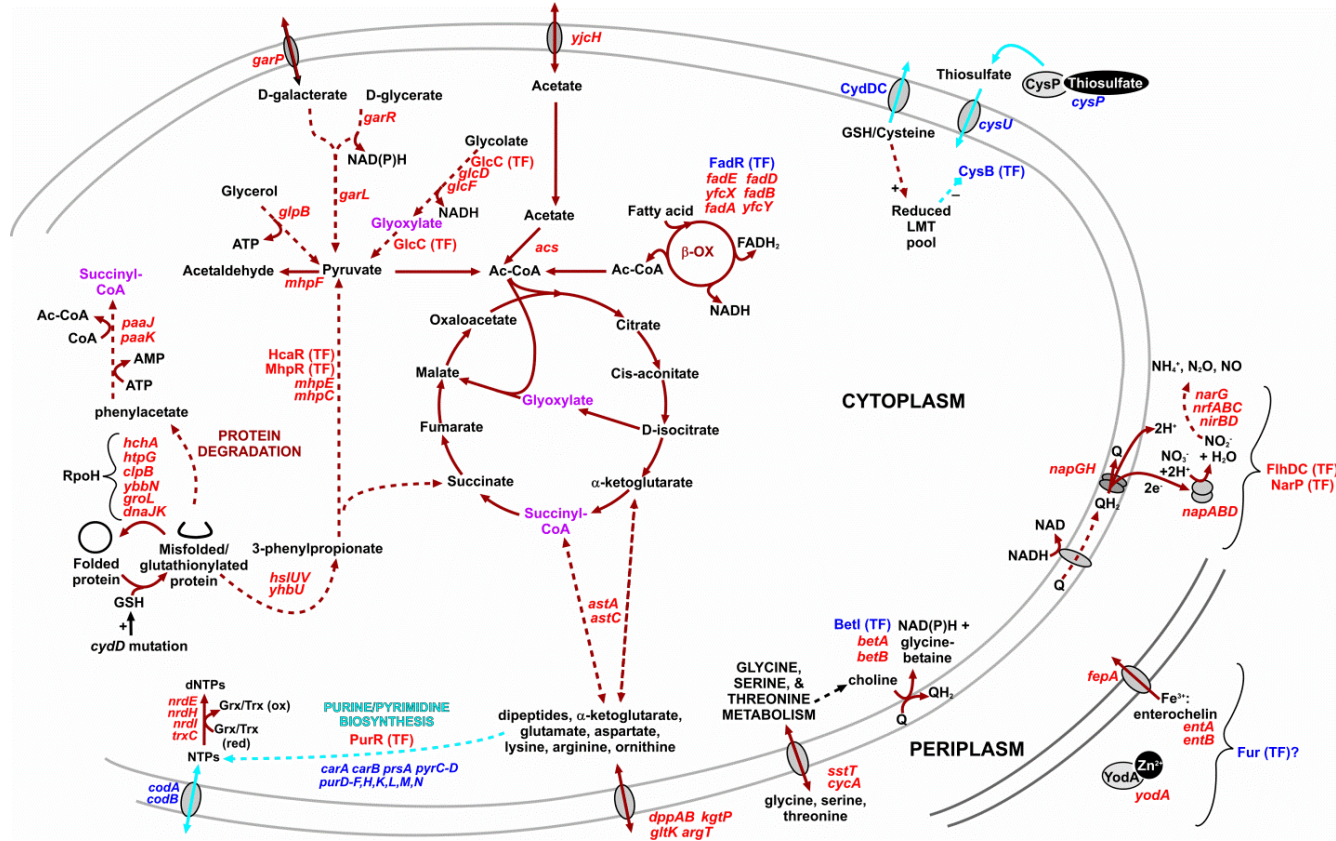 garP
yjcH
D-galacterate
D-glycerate
garR
NAD(P)H
garL
Glycolate
GlcC (TF)
glcD
glcF
NADH
Glyoxylate
GlcC (TF)
Glycerol
glpB
ATP
Acetate
Acetate
acs
Acetaldehyde
mhpF
Pyruvate
Ac-CoA
Ac-CoA
FadR (TF)
fadE fadD
yfcX fadB
fadA yfcY
Fatty acid
β-OX
FADH₂
NADH
CydDC
GSH/Cysteine
Thiosulfate
cysU
CysP
Thiosulfate
cysP
CysB (TF)
+
–
Reduced
LMT
pool
Succinyl-
CoA
Ac-CoA
CoA
paaJ
paaK
AMP
ATP
phenylacetate
PROTEIN
DEGRADATION
RpoH
hchA
htpG
clpB
ybbN
groL
dnaJK
Folded
protein
Misfolded/
glutathionylated
protein
GSH
+
cydD mutation
hslUV
yhbU
3-phenylpropionate
HcaR (TF)
MhpR (TF)
mhpE
mhpC
Oxaloacetate
Citrate
Cis-aconitate
D-isocitrate
α-ketoglutarate
Succinyl-
CoA
Succinate
Fumarate
Malate
Glyoxylate
astA
astC
CYTOPLASM
NH₄⁺, N₂O, NO
narG
nrfABC
nirBD
2H⁺
Q
napGH
QH₂
NO₃⁻
+2H⁺
NO₂⁻
+ H₂O
2e⁻
napABD
FlhDC (TF)
NarP (TF)
NAD
NADH
Q
BetI (TF)
betA
betB
NAD(P)H +
glycine-
betaine
choline
QH₂
Q
GLYCINE,
SERINE, &
THREONINE
METABOLISM
sstT
cycA
glycine, serine,
threonine
PERIPLASM
fepA
Fe³⁺:
enterochelin
entA
entB
YodA
Zn²⁺
yodA
Fur (TF)?
dNTPs
nrdE
nrdH
nrdI
trxC
Grx/Trx (ox)
Grx/Trx
(red)
NTPs
codA
codB
PURINE/PYRIMIDINE
BIOSYNTHESIS
PurR (TF)
carA carB prsA pyrC-D
purD-F,H,K,L,M,N
dipeptides, α-ketoglutarate,
glutamate, aspartate,
lysine, arginine, ornithine
dppAB kgtP
gltK argT